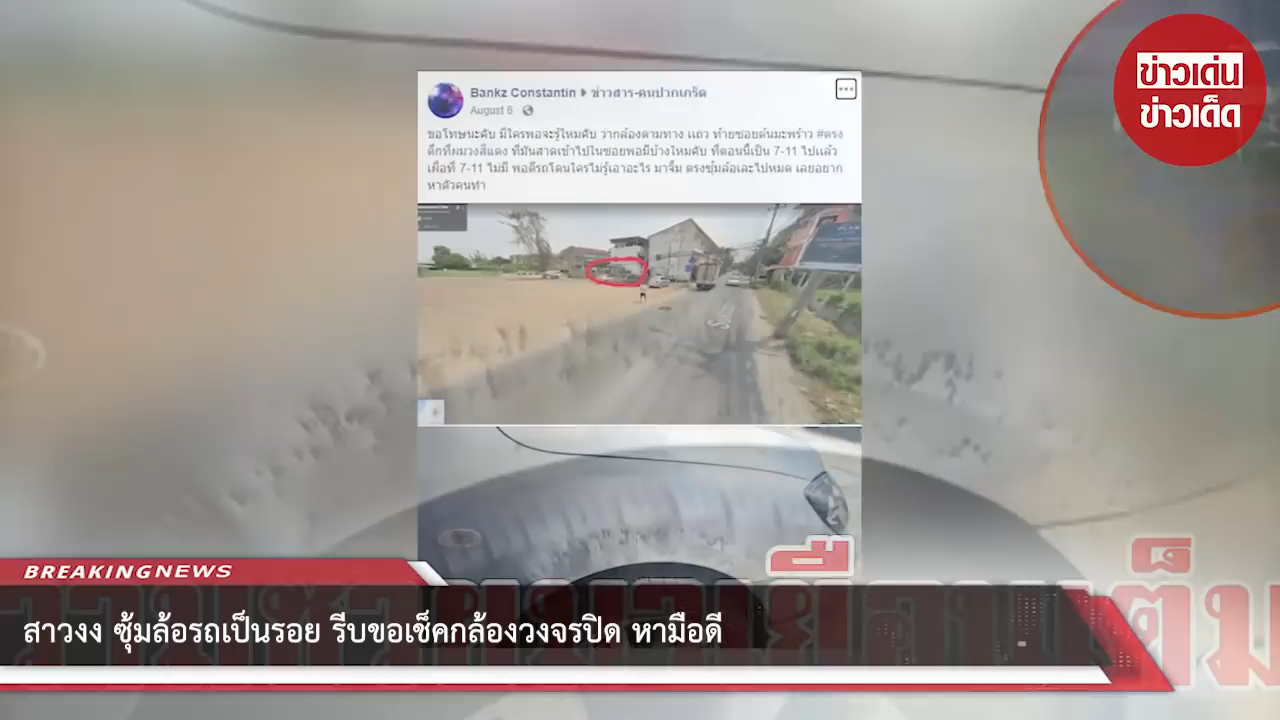 ข่าวเด่น
ข่าวเด็ด
Bankz Constantin ▶ ข่าวสาร-ฅนปากเกร็ด
August 6
ขอโทษนะคับ มีใครพอจะรู้ไหมคับ ว่ากล้องตามทาง แถว ท้ายซอยต้นมะพร้าว #ตรง
ตึกที่ผมวงสีแดง ที่มันสาดเข้าไปในซอยพอมีบ้างไหมคับ ที่ตอนนี้เป็น 7-11 ไปแล้ว
เผื่อที่ 7-11 ไม่มี พอดีรถโดนใครไม่รู้เอาอะไร มาจิ้ม ตรงซุ้มล้อเละไปหมด เลยอยาก
หาตัวคนทำ
BREAKINGNEWS
สาวงง ซุ้มล้อรถเป็นรอย รีบขอเช็คกล้องวงจรปิด หามือดี